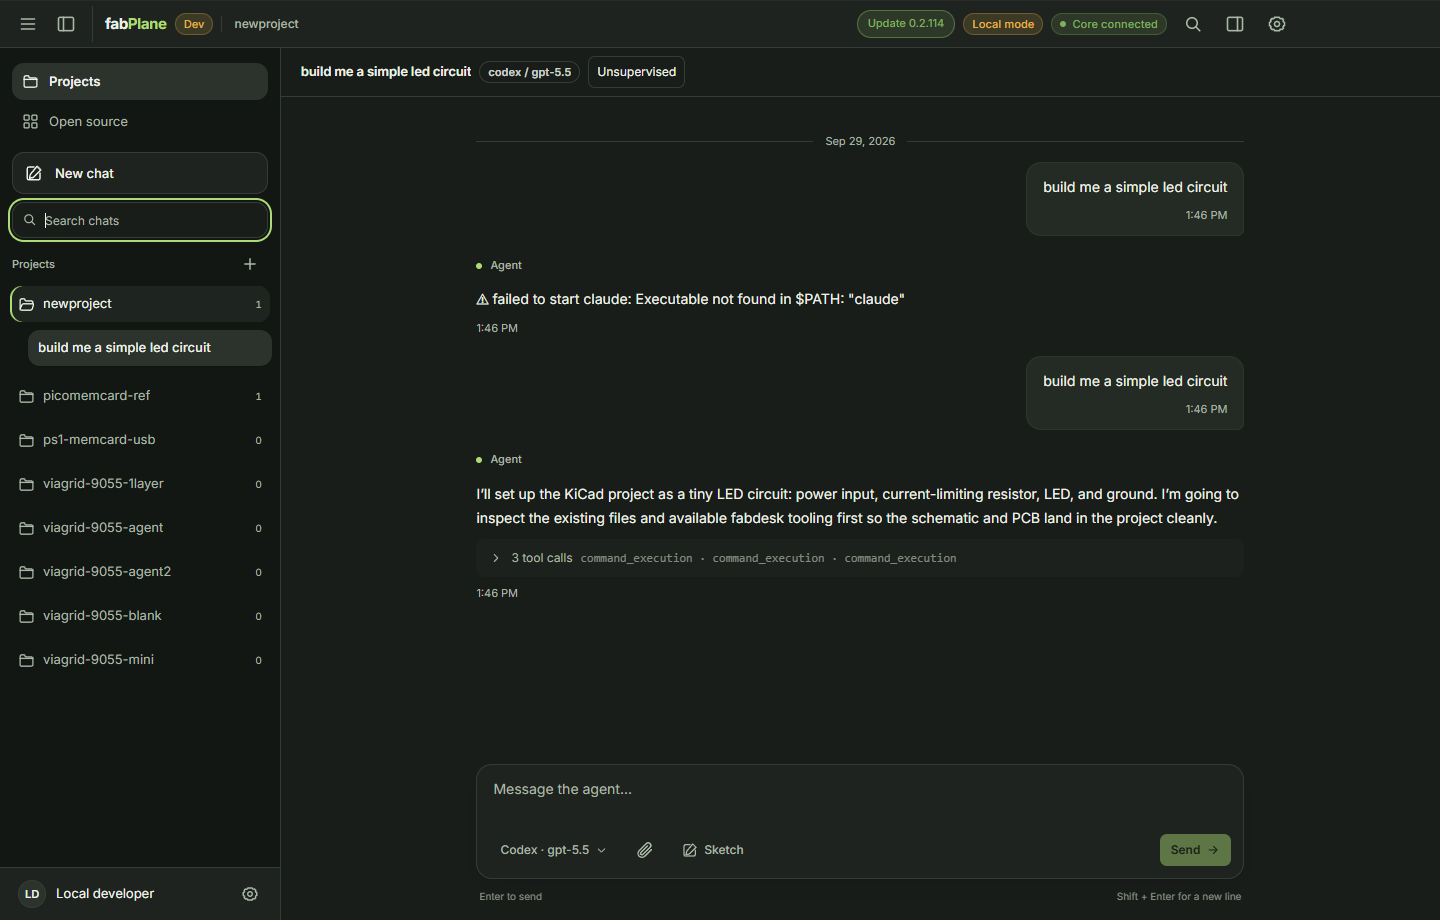 fabPlane Dev newproject
Update 0.2.114 Local mode Core connected
Projects
Open source
New chat
Search chats
Projects
newproject 1
build me a simple led circuit
picomemcard-ref 1
ps1-memcard-usb 0
viagrid-9055-1layer 0
viagrid-9055-agent 0
viagrid-9055-agent2 0
viagrid-9055-blank 0
viagrid-9055-mini 0
LD Local developer
build me a simple led circuit codex / gpt-5.5 Unsupervised
Sep 29, 2026
build me a simple led circuit
1:46 PM
Agent
⚠ failed to start claude: Executable not found in $PATH: "claude"
1:46 PM
build me a simple led circuit
1:46 PM
Agent
I’ll set up the KiCad project as a tiny LED circuit: power input, current-limiting resistor, LED, and ground. I’m going to
inspect the existing files and available fabdesk tooling first so the schematic and PCB land in the project cleanly.
3 tool calls command_execution · command_execution · command_execution
1:46 PM
Message the agent...
Codex · gpt-5.5 Sketch Send →
Enter to send Shift + Enter for a new line